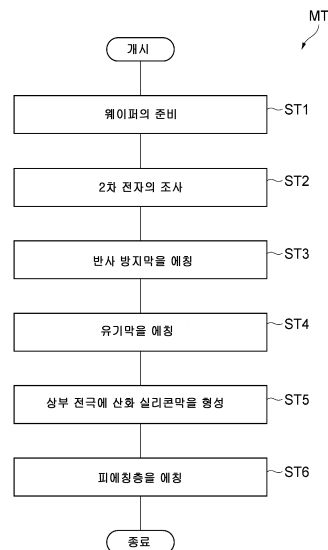 MT
개시
웨이퍼의 준비
ST1
2차 전자의 조사
ST2
반사 방지막을 에칭
ST3
유기막을 에칭
ST4
상부 전극에 산화 실리콘막을 형성
ST5
피에칭층을 에칭
ST6
종료